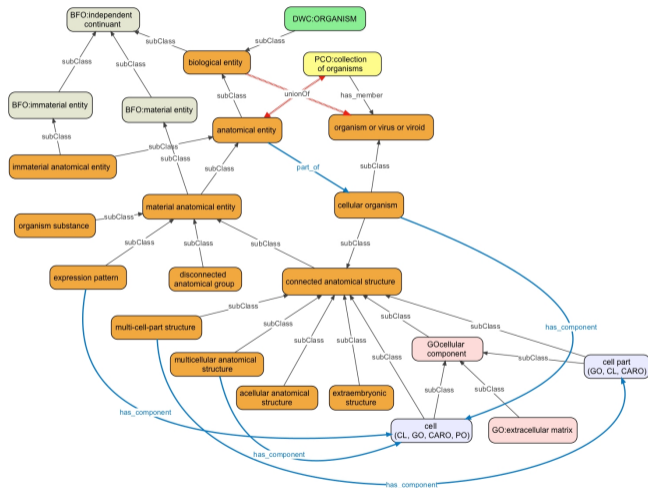 BFO:independent
continuant
DWC:ORGANISM
subClass
subClass
biological entity
PCO:collection
of organisms
subClass
subClass
subClass
unionOf
has_member
BFO:immaterial entity
BFO:material entity
anatomical entity
organism or virus or viroid
subClass
subClass
subClass
immaterial anatomical entity
part_of
subClass
subClass
material anatomical entity
cellular organism
organism substance
subClass
subClass
subClass
subClass
subClass
expression pattern
disconnected
anatomical group
connected anatomical structure
multi-cell-part structure
subClass
subClass
has_component
multicellular anatomical
structure
subClass
subClass
subClass
subClass
GOcellular
component
subClass
cell part
(GO, CL, CARO)
acellular anatomical
structure
extraembryonic
structure
subClass
subClass
has_component
cell
(CL, GO, CARO, PO)
GO:extracellular matrix
has_component
has_component